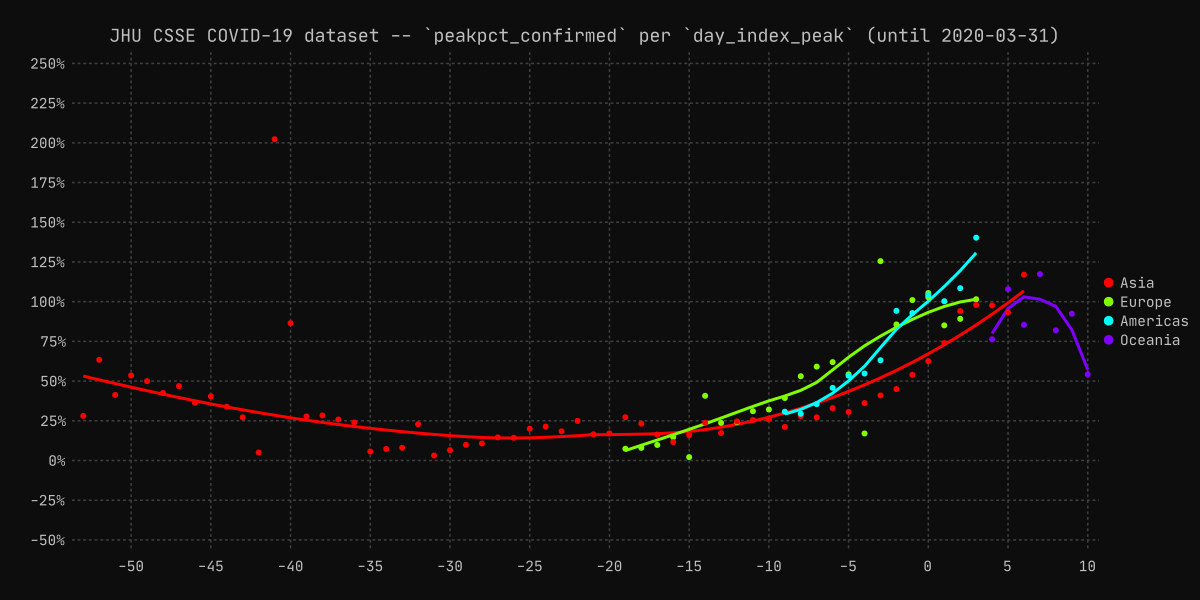 JHU CSSE COVID-19 dataset -- `peakpct_confirmed` per `day_index_peak` (until 2020-03-31)
250%
225%
200%
175%
150%
125%
100%
75%
50%
25%
0%
-25%
-50%
-50 -45 -40 -35 -30 -25 -20 -15 -10 -5 0 5 10
Asia
Europe
Americas
Oceania